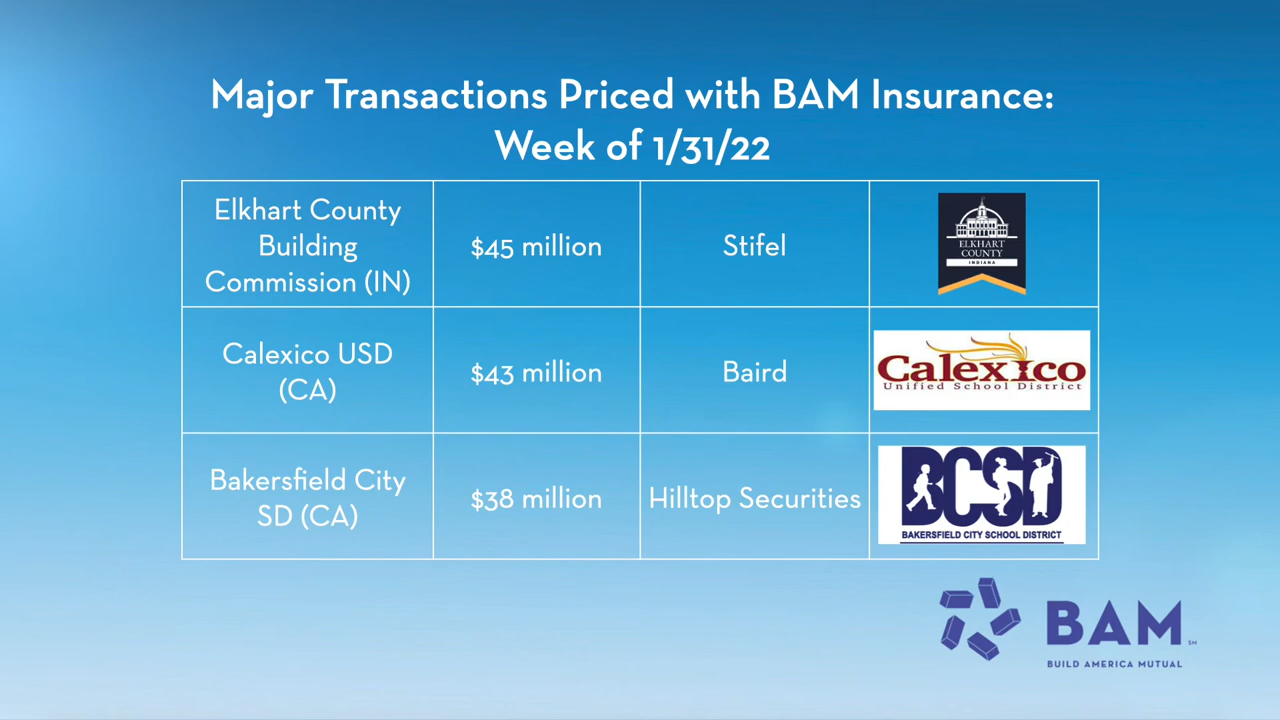 Major Transactions Priced with BAM Insurance:
Week of 1/31/22
Elkhart County
Building
Commission (IN)
$45 million
Stifel
ELKHART
COUNTY
INDIANA
Calexico USD
(CA)
$43 million
Baird
Calexico
Unified School District
Bakersfield City
SD (CA)
$38 million
Hilltop Securities
BCSD
BAKERSFIELD CITY SCHOOL DISTRICT
BAM SM
BUILD AMERICA MUTUAL